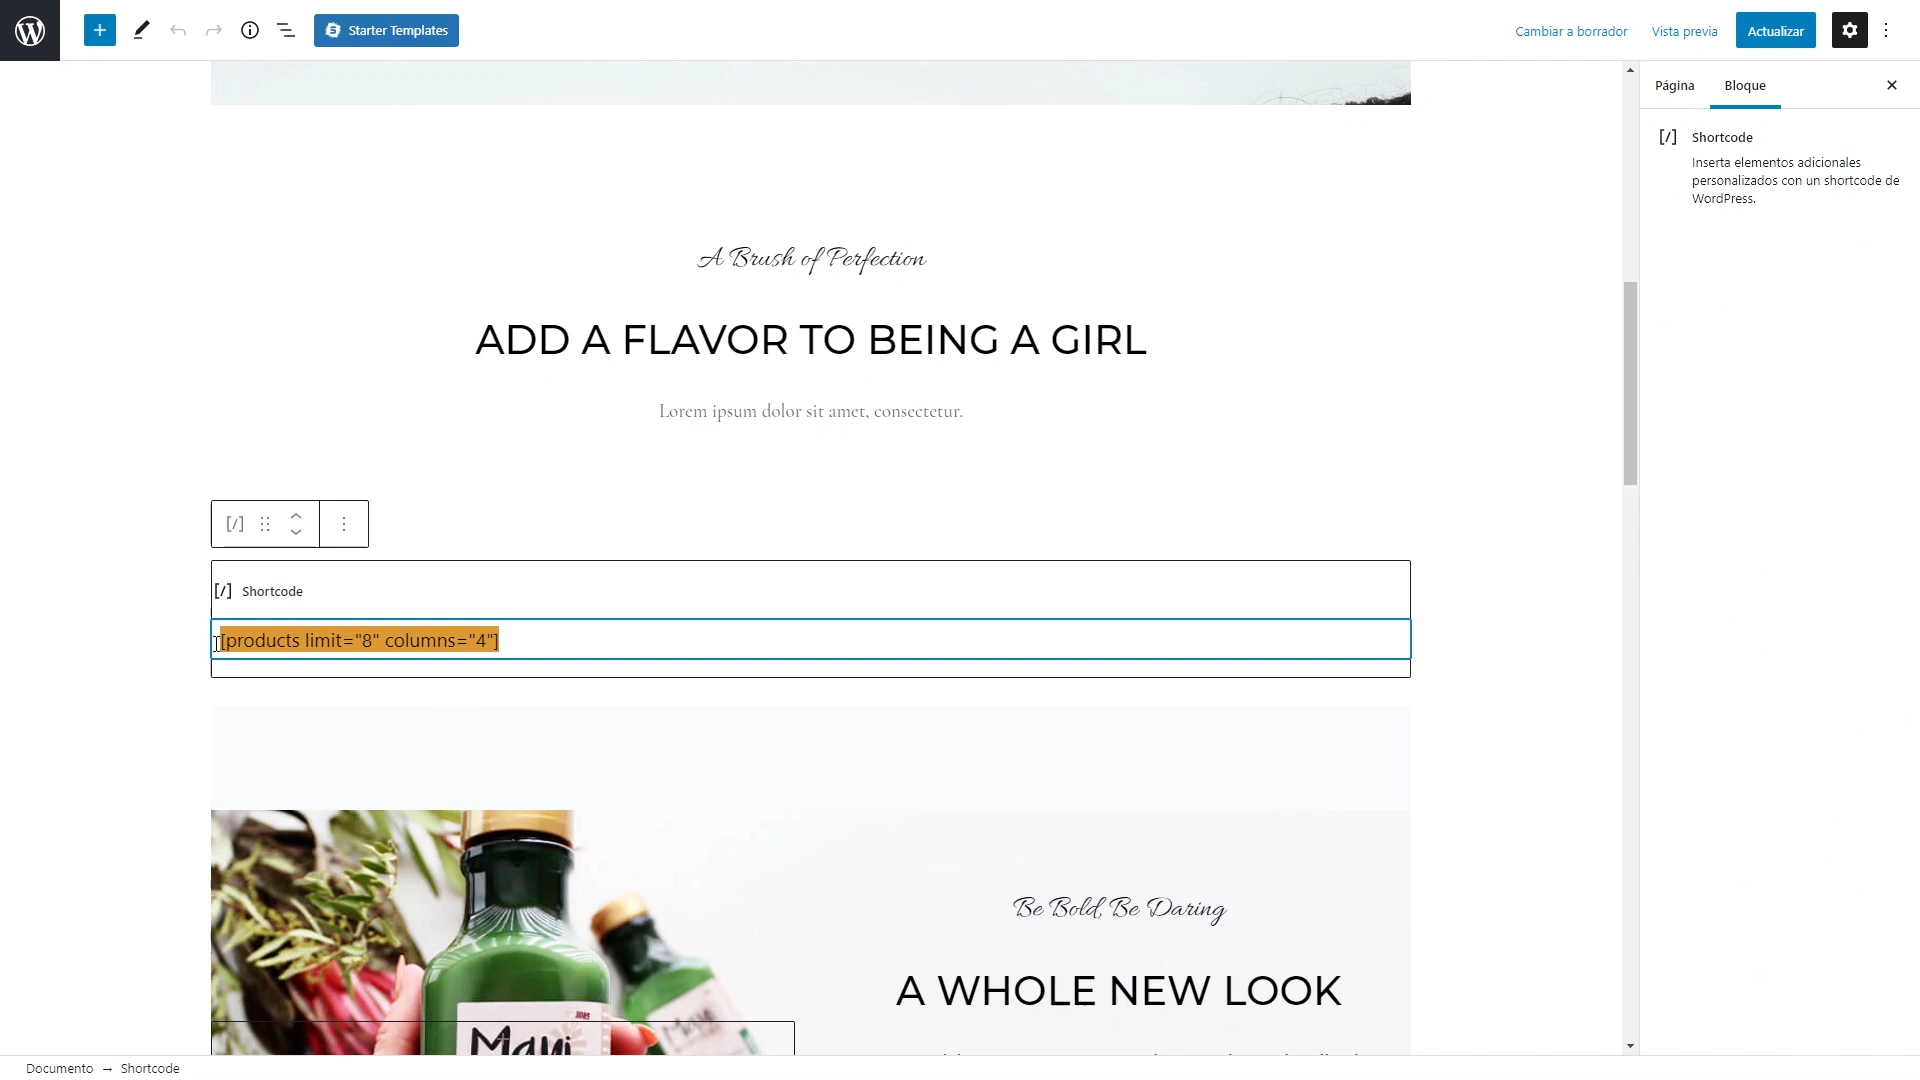 Starter Templates
Cambiar a borrador
Vista previa
Actualizar
Página
Bloque
[/] Shortcode
Inserta elementos adicionales
personalizados con un shortcode de
WordPress.
A Brush of Perfection
ADD A FLAVOR TO BEING A GIRL
Lorem ipsum dolor sit amet, consectetur.
[/]
[/] Shortcode
[products limit="8" columns="4"]
Be Bold, Be Daring
A WHOLE NEW LOOK
Maui
Documento → Shortcode